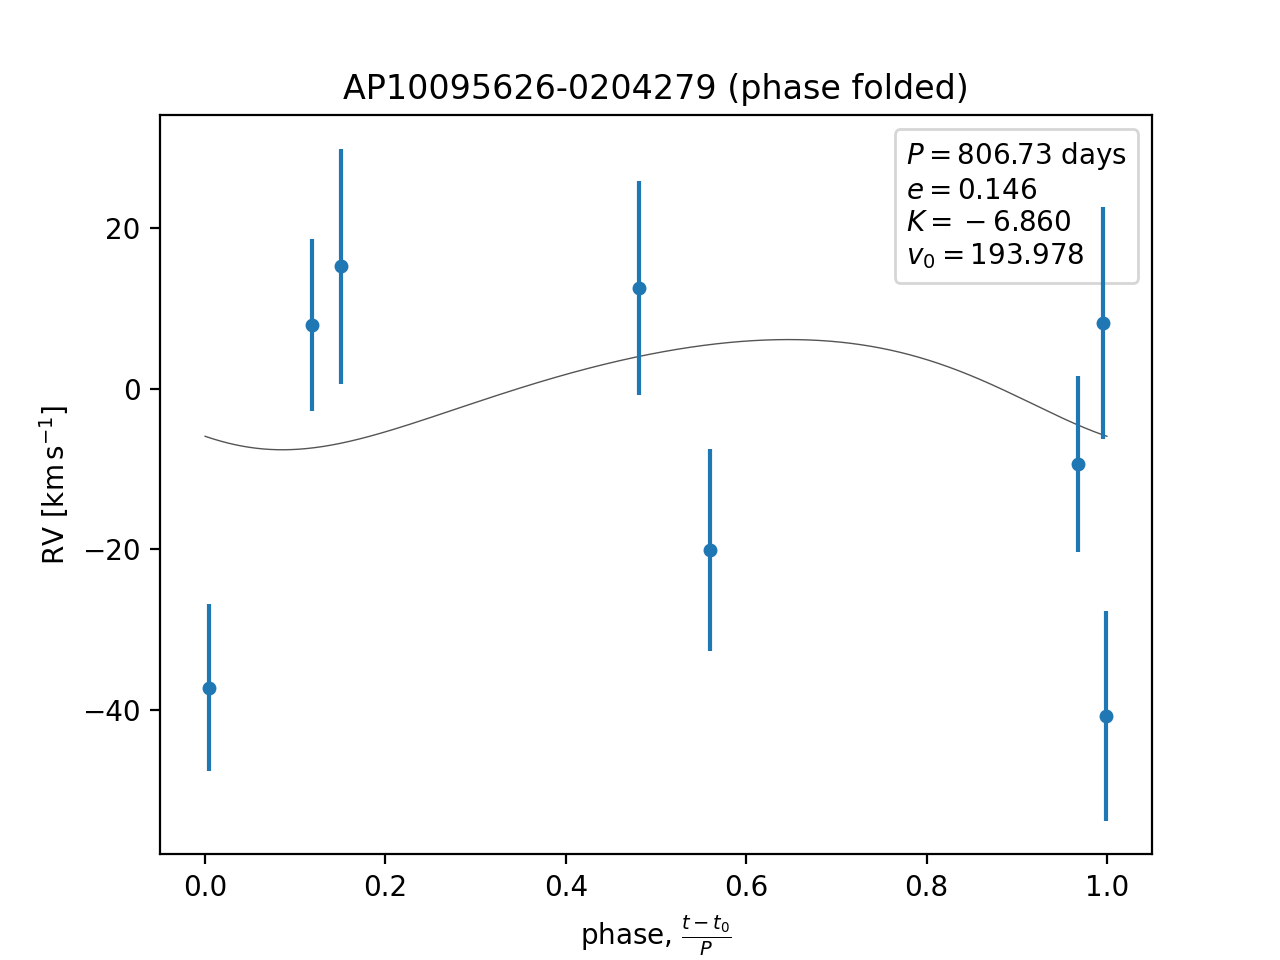 AP10095626-0204279 (phase folded)
P = 806.73 days
e = 0.146
K = −6.860
v₀ = 193.978
20
0
−20
−40
RV [km s⁻¹]
0.0 0.2 0.4 0.6 0.8 1.0
phase, (t − t₀)/P